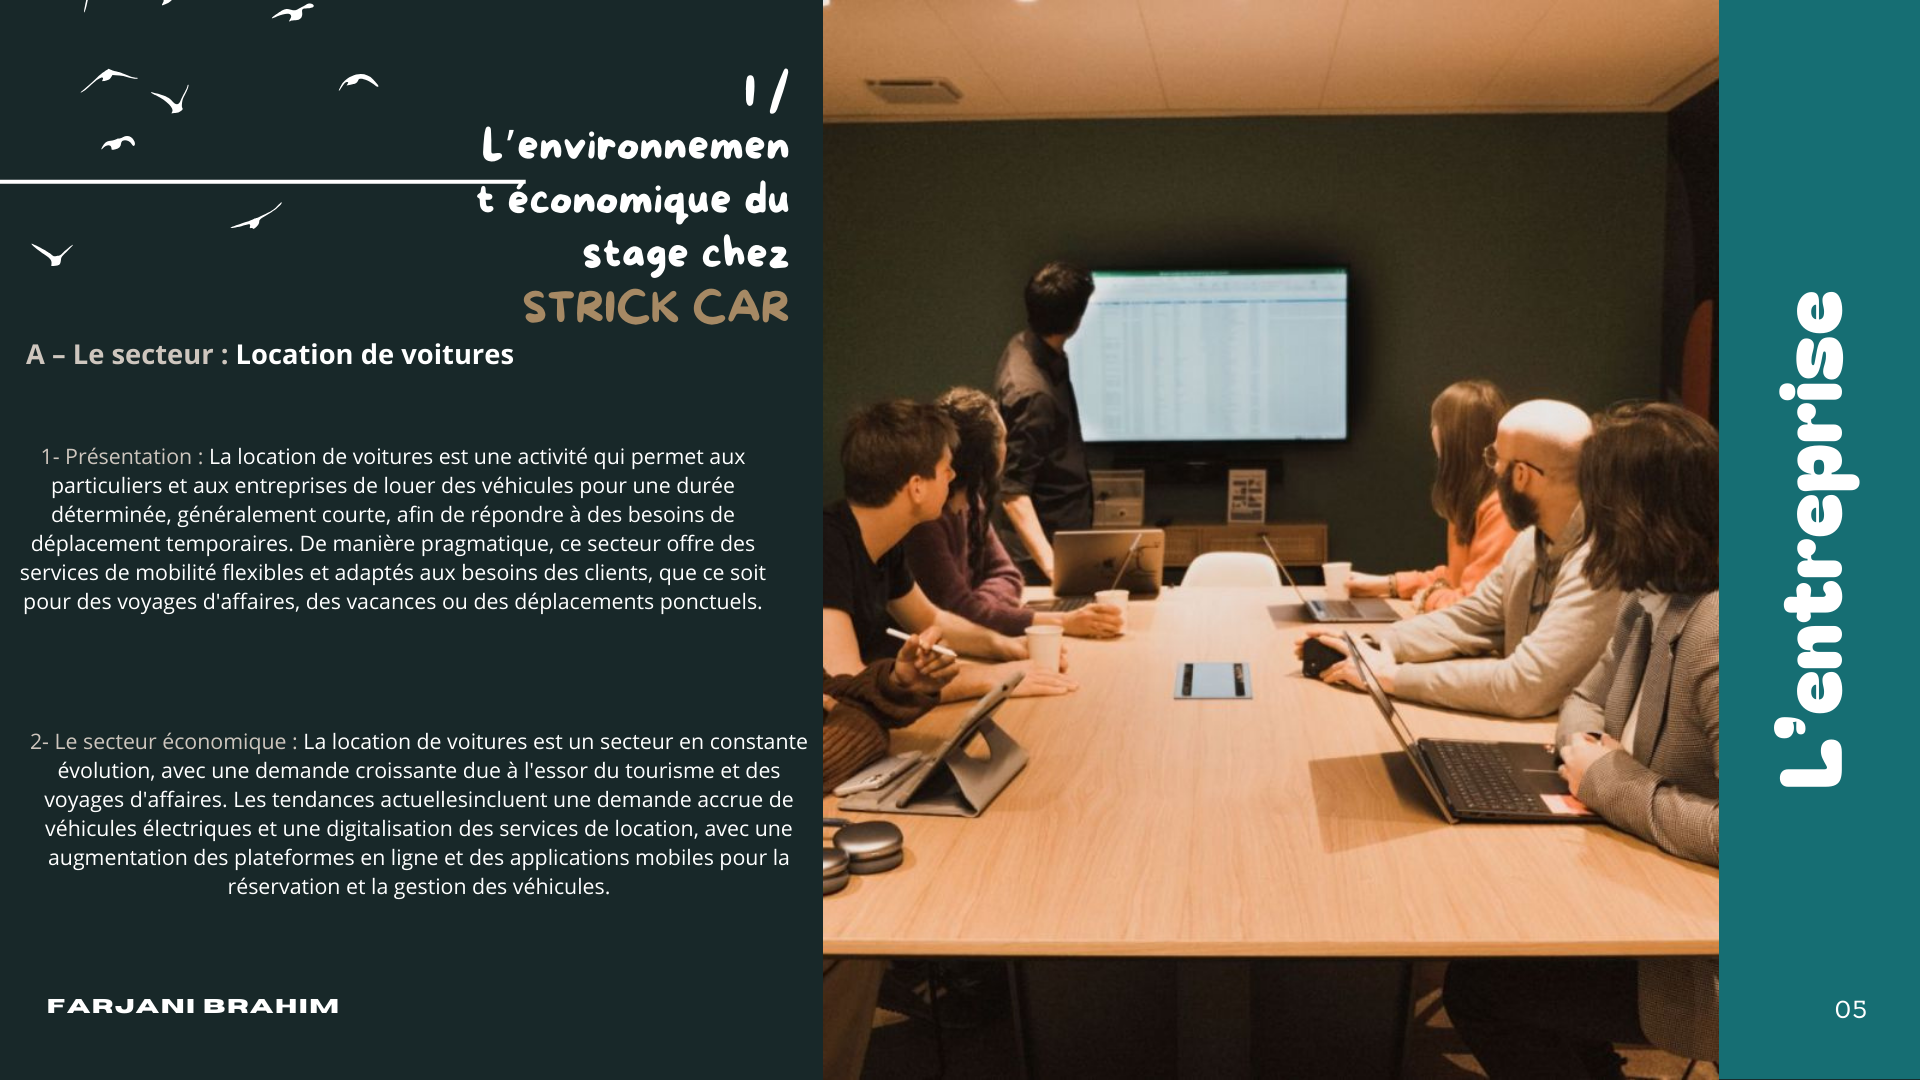 1 /
L'environnemen
t économique du
stage chez
STRICK CAR
A – Le secteur : Location de voitures
1- Présentation : La location de voitures est une activité qui permet aux
particuliers et aux entreprises de louer des véhicules pour une durée
déterminée, généralement courte, afin de répondre à des besoins de
déplacement temporaires. De manière pragmatique, ce secteur offre des
services de mobilité flexibles et adaptés aux besoins des clients, que ce soit
pour des voyages d'affaires, des vacances ou des déplacements ponctuels.
2- Le secteur économique : La location de voitures est un secteur en constante
évolution, avec une demande croissante due à l'essor du tourisme et des
voyages d'affaires. Les tendances actuellesincluent une demande accrue de
véhicules électriques et une digitalisation des services de location, avec une
augmentation des plateformes en ligne et des applications mobiles pour la
réservation et la gestion des véhicules.
FARJANI BRAHIM
L'entreprise
05